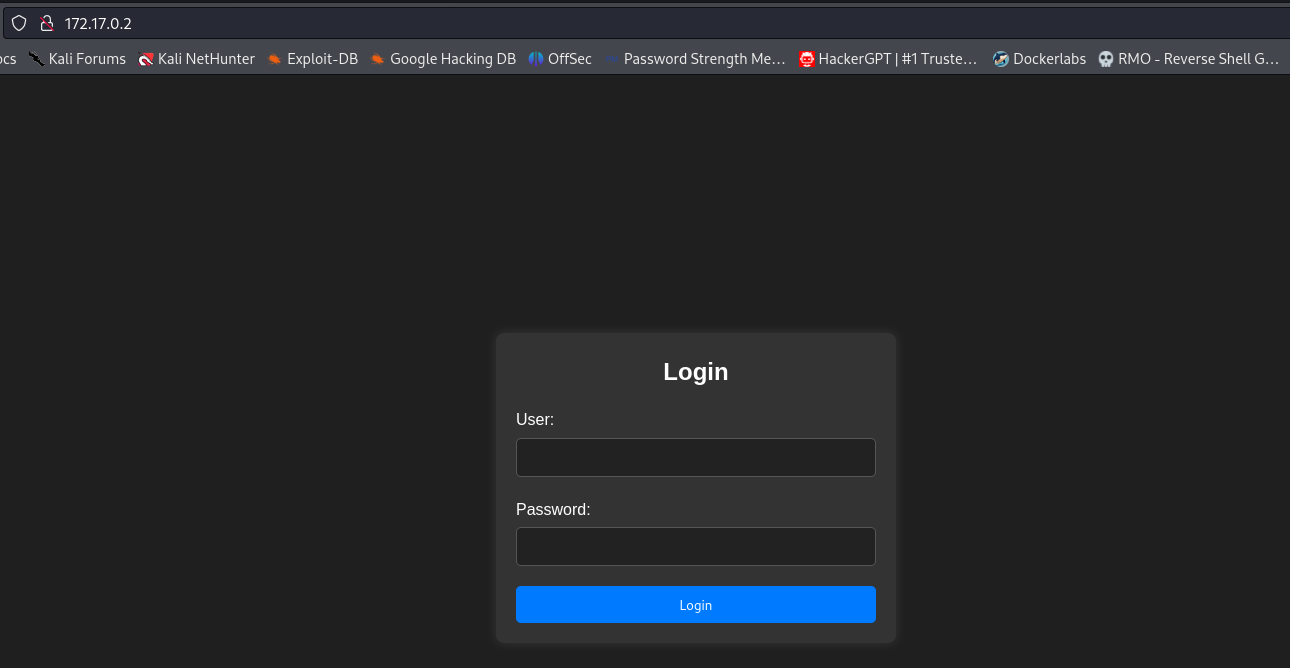 172.17.0.2
ocs Kali Forums Kali NetHunter Exploit-DB Google Hacking DB OffSec Password Strength Me... HackerGPT | #1 Truste... Dockerlabs RMO - Reverse Shell G...
Login
User:
Password:
Login